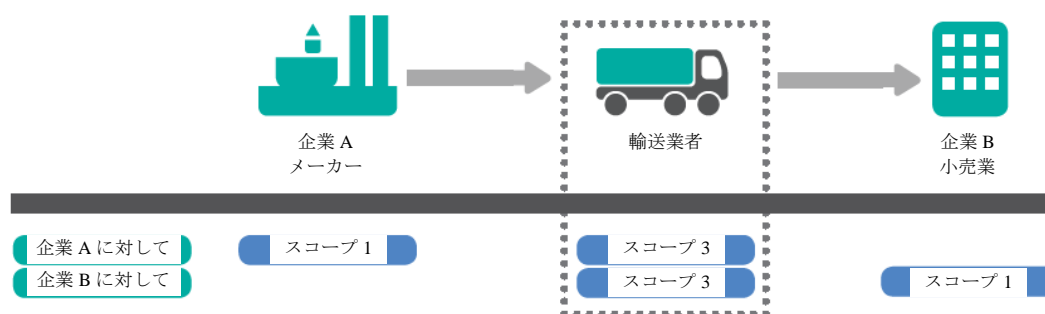 企業 A
メーカー
輸送業者
企業 B
小売業
企業 A に対して
スコープ 1
スコープ 3
企業 B に対して
スコープ 3
スコープ 1